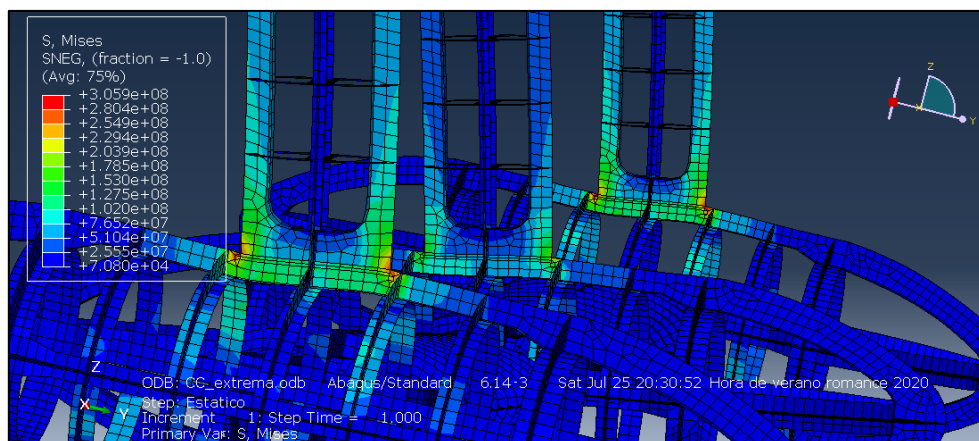 S, Mises
SNEG, (fraction = -1.0)
(Avg: 75%)
+3.059e+08
+2.804e+08
+2.549e+08
+2.294e+08
+2.039e+08
+1.785e+08
+1.530e+08
+1.275e+08
+1.020e+08
+7.652e+07
+5.104e+07
+2.555e+07
+7.080e+04
Z
X
Y
Z
X
Y
ODB: CC_extrema.odb Abaqus/Standard 6.14-3 Sat Jul 25 20:30:52 Hora de verano romance 2020
Step: Estatico
Increment 1: Step Time = 1.000
Primary Var: S, Mises